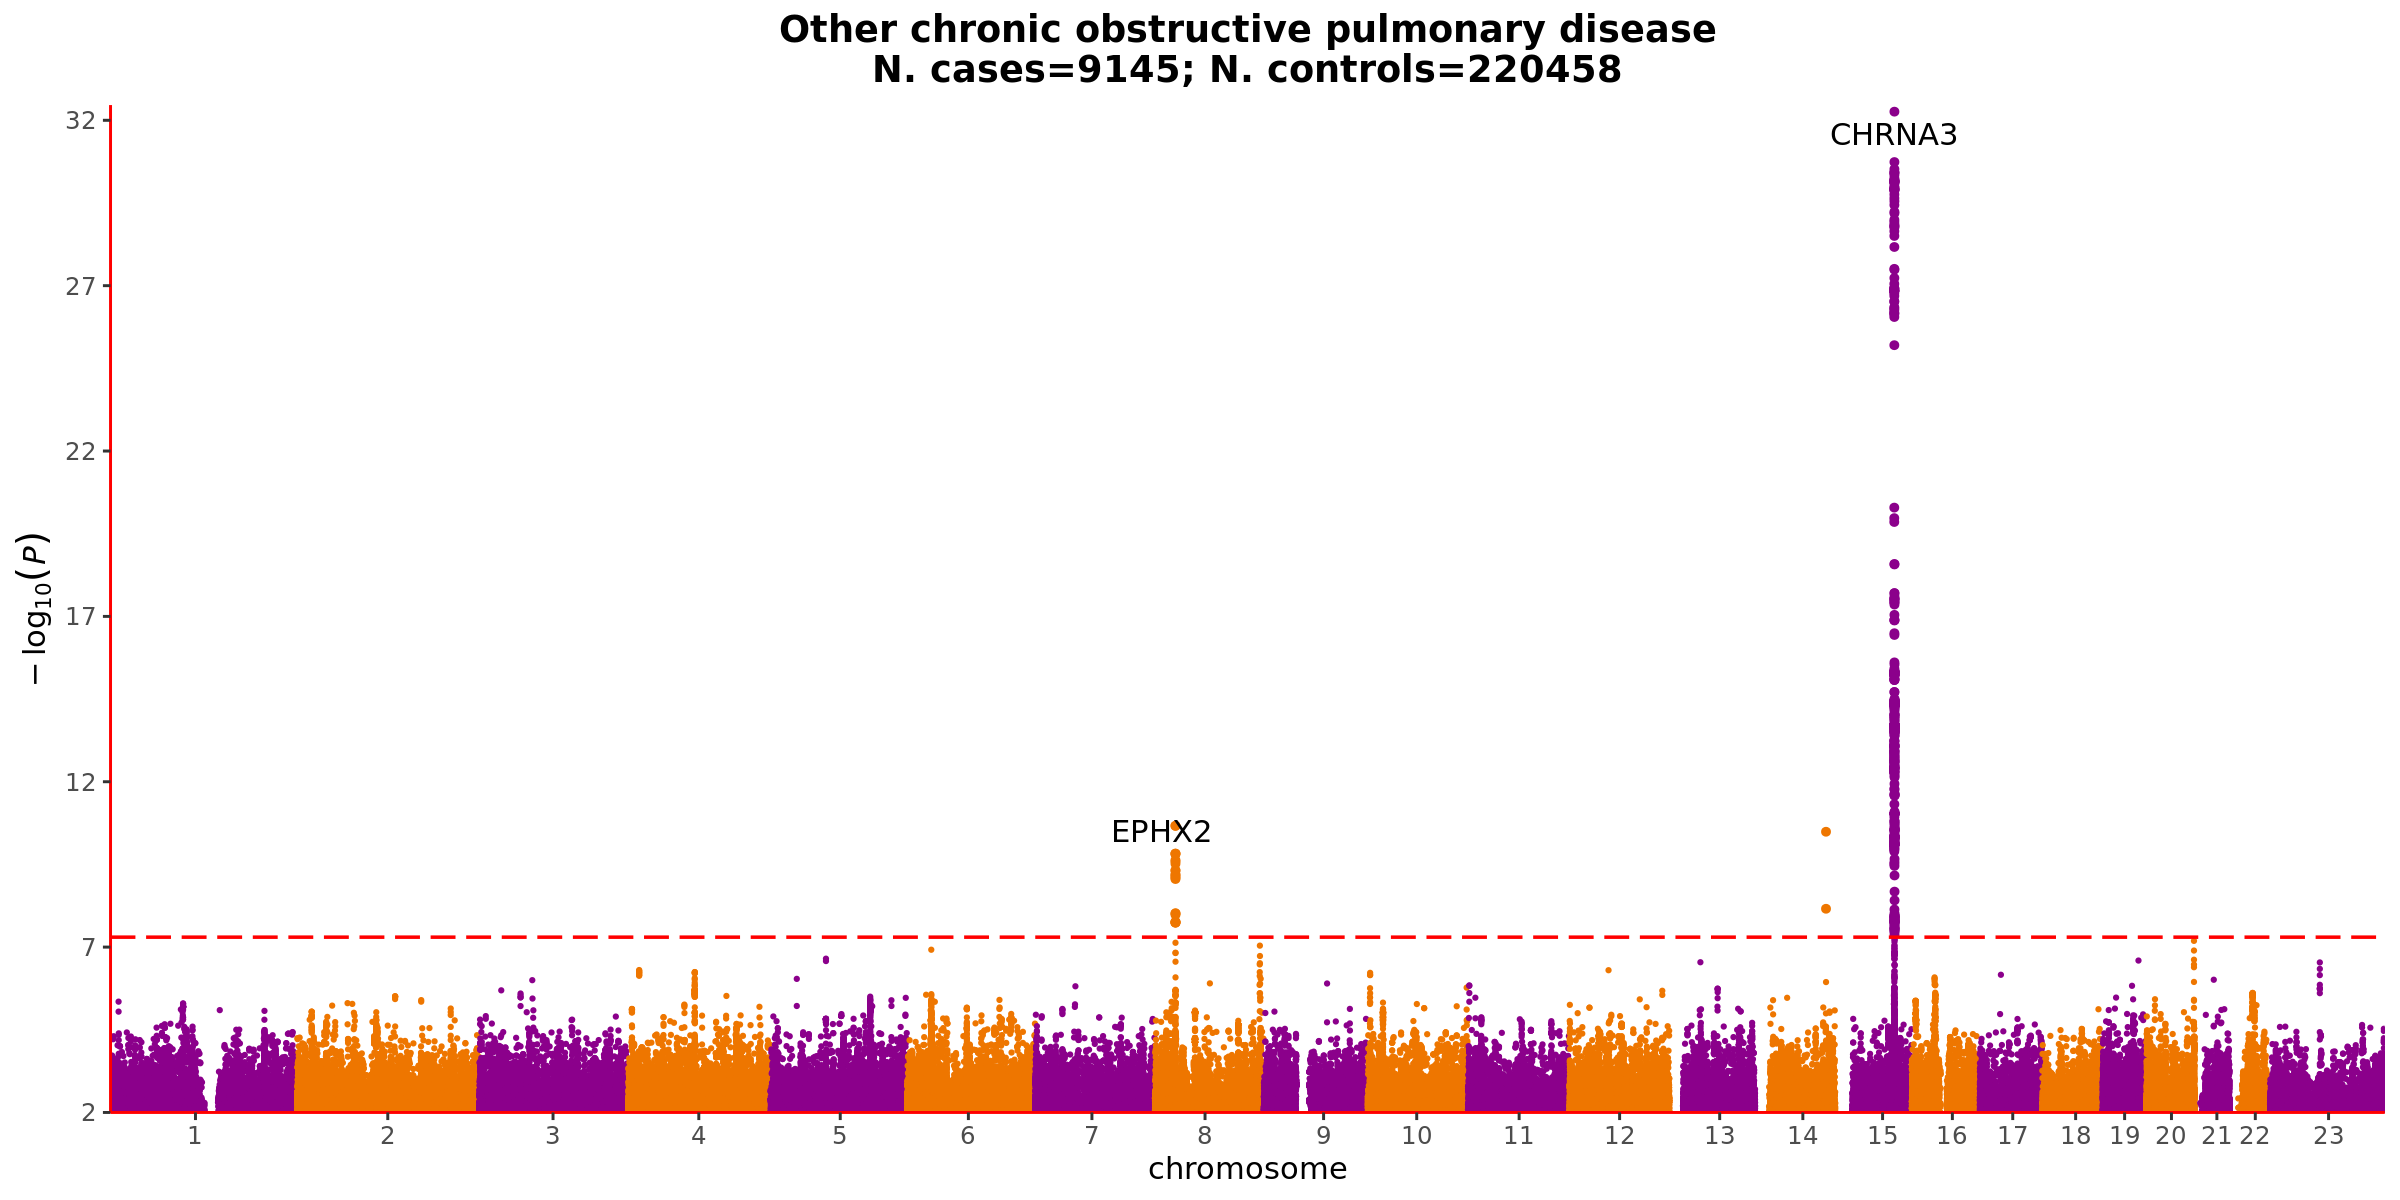 Other chronic obstructive pulmonary disease
N. cases=9145; N. controls=220458
32
CHRNA3
27
22
−log10(P)
17
12
EPHX2
7
2
1 2 3 4 5 6 7 8 9 10 11 12 13 14 15 16 17 18 19 20 21 22 23
chromosome